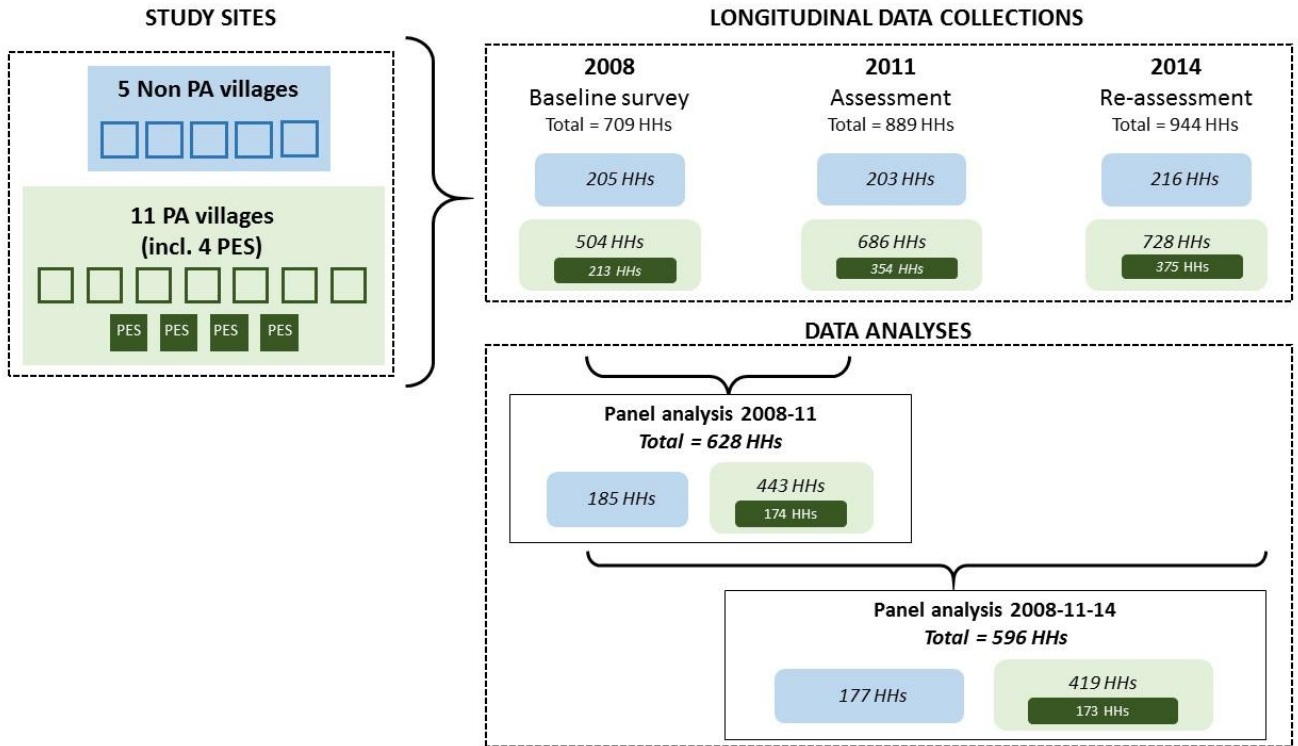 STUDY SITES
5 Non PA villages
11 PA villages
(incl. 4 PES)
PES PES PES PES
LONGITUDINAL DATA COLLECTIONS
2008
Baseline survey
Total = 709 HHs
205 HHs
504 HHs
213 HHs
2011
Assessment
Total = 889 HHs
203 HHs
686 HHs
354 HHs
2014
Re-assessment
Total = 944 HHs
216 HHs
728 HHs
375 HHs
DATA ANALYSES
Panel analysis 2008-11
Total = 628 HHs
185 HHs
443 HHs
174 HHs
Panel analysis 2008-11-14
Total = 596 HHs
177 HHs
419 HHs
173 HHs